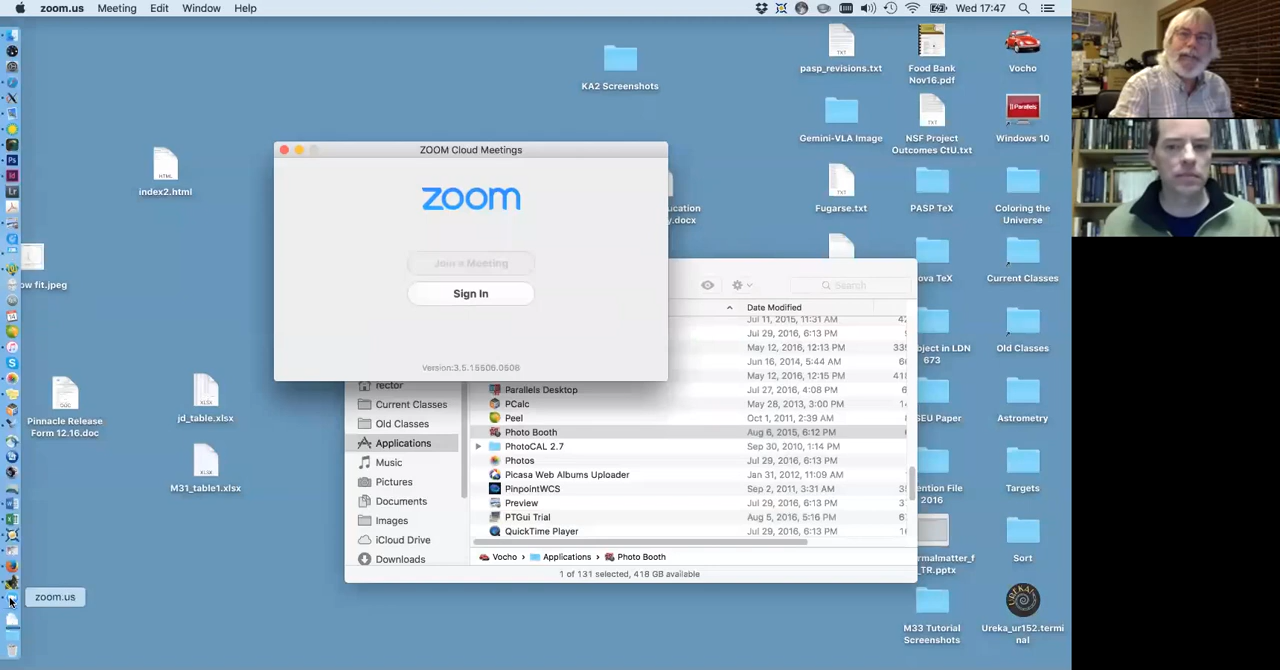 zoom.us Meeting Edit Window Help
Wed 17:47
pasp_revisions.txt
Food Bank
Nov16.pdf
Vocho
KA2 Screenshots
Gemini-VLA Image
NSF Project
Outcomes CtU.txt
Windows 10
index2.html
ZOOM Cloud Meetings
zoom
Join a Meeting
Sign In
Version:3.5.15506.0506
Fugarse.txt
PASP TeX
Coloring the
Universe
Current Classes
Old Classes
Astrometry
Targets
Sort
Search
Date Modified
Jul 11, 2015, 11:31 AM
Jul 29, 2016, 6:13 PM
May 12, 2016, 12:13 PM
Jun 16, 2014, 5:44 AM
May 12, 2016, 12:15 PM
Parallels Desktop Jul 27, 2016, 4:08 PM
PCalc May 28, 2013, 3:00 PM
Peel Oct 1, 2011, 2:39 AM
Photo Booth Aug 6, 2015, 6:12 PM
PhotoCAL 2.7 Sep 30, 2010, 1:14 PM
Photos Jul 29, 2016, 6:13 PM
Picasa Web Albums Uploader Jan 31, 2012, 11:09 AM
PinpointWCS Sep 2, 2011, 3:31 AM
Preview Jul 29, 2016, 6:13 PM
PTGui Trial Aug 5, 2016, 5:16 PM
QuickTime Player Jul 29, 2016, 6:13 PM
rector
Current Classes
Old Classes
Applications
Music
Pictures
Documents
Images
iCloud Drive
Downloads
Vocho Applications Photo Booth
1 of 131 selected, 418 GB available
Pinnacle Release
Form 12.16.doc
jd_table.xlsx
M31_table1.xlsx
zoom.us
M33 Tutorial
Screenshots
Ureka_ur152.termi
nal